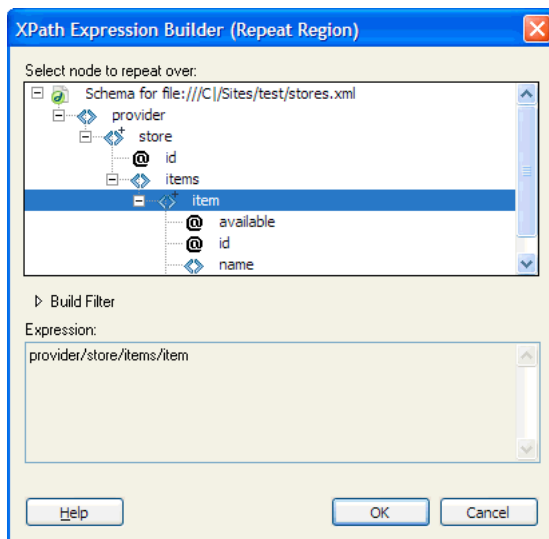 XPath Expression Builder (Repeat Region)
Select node to repeat over:
Schema for file:///C|/Sites/test/stores.xml
provider
store
@ id
items
item
@ available
@ id
name
Build Filter
Expression:
provider/store/items/item
Help
OK
Cancel